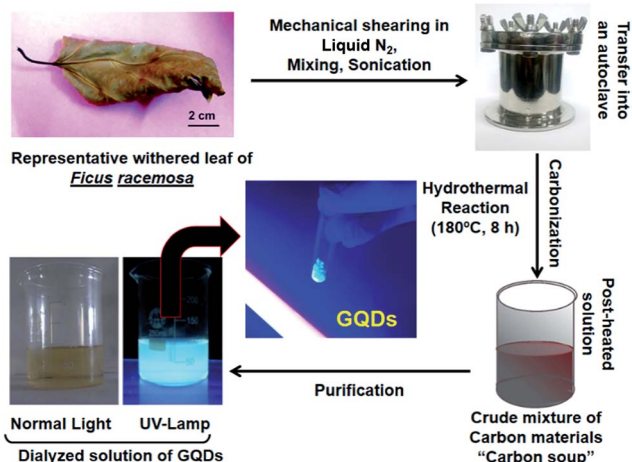 Mechanical shearing in
Liquid N₂,
Mixing, Sonication
Transfer into
an autoclave
2 cm
Representative withered leaf of
Ficus racemosa
Carbonization
Hydrothermal
Reaction
(180ºC, 8 h)
GQDs
Post-heated
solution
Purification
Normal Light
UV-Lamp
Dialyzed solution of GQDs
Crude mixture of
Carbon materials
“Carbon soup”